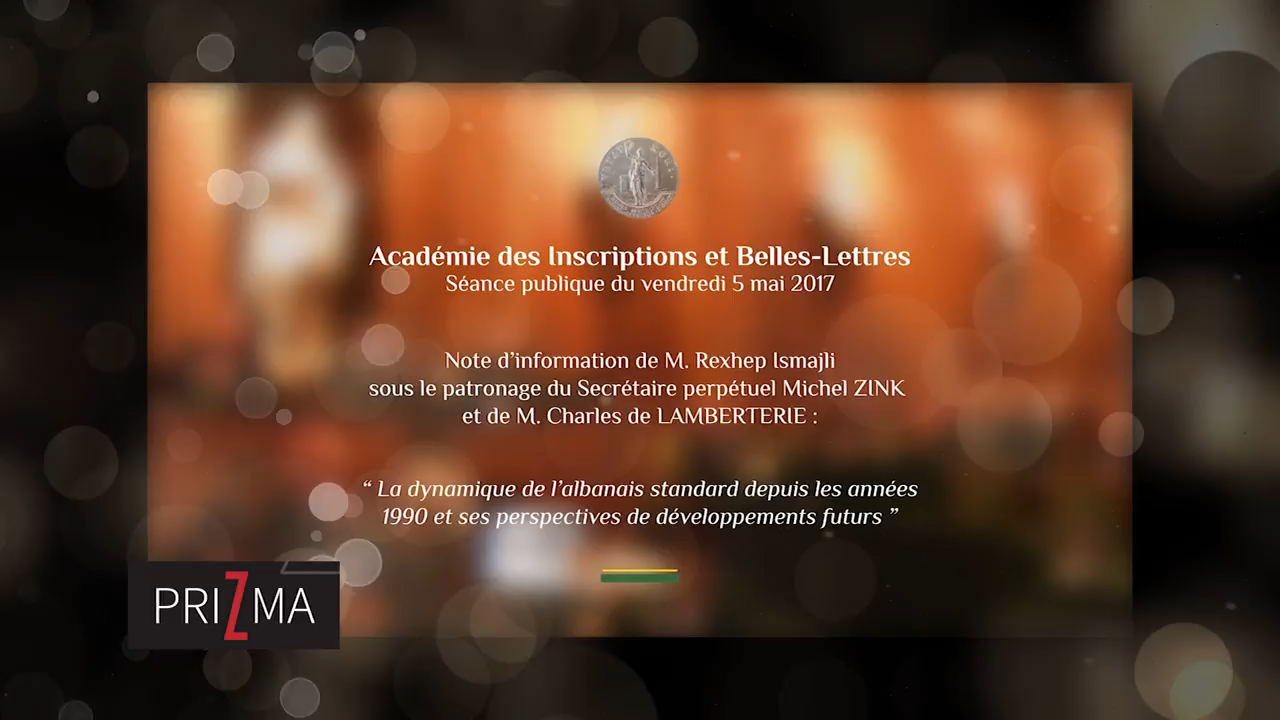 Académie des Inscriptions et Belles-Lettres
Séance publique du vendredi 5 mai 2017
Note d’information de M. Rexhep Ismajli
sous le patronage du Secrétaire perpétuel Michel ZINK
et de M. Charles de LAMBERTERIE :
“ La dynamique de l’albanais standard depuis les années
1990 et ses perspectives de développements futurs ”
PRIZMA